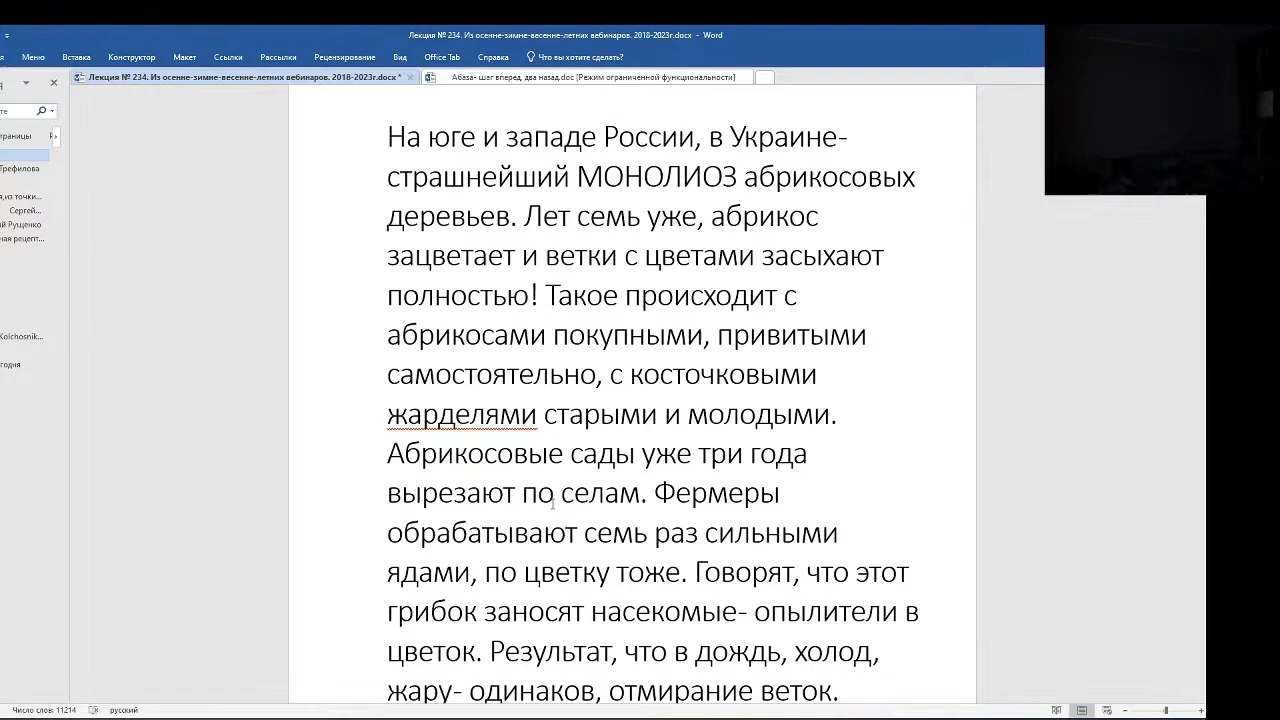 Лекция № 234. Из осенне-зимне-весенне-летних вебинаров. 2018-2023г.docx - Word
Меню Вставка Конструктор Макет Ссылки Рассылки Рецензирование Вид Office Tab Справка Что вы хотите сделать?
Лекция № 234. Из осенне-зимне-весенне-летних вебинаров. 2018-2023г.docx *
Абаза- шаг вперед, два назад.doc [Режим ограниченной функциональности]
На юге и западе России, в Украине-
страшнейший МОНОЛИОЗ абрикосовых
деревьев. Лет семь уже, абрикос
зацветает и ветки с цветами засыхают
полностью! Такое происходит с
абрикосами покупными, привитыми
самостоятельно, с косточковыми
жарделями старыми и молодыми.
Абрикосовые сады уже три года
вырезают по селам. Фермеры
обрабатывают семь раз сильными
ядами, по цветку тоже. Говорят, что этот
грибок заносят насекомые- опылители в
цветок. Результат, что в дождь, холод,
жару- одинаков, отмирание веток.
Трефилова
Сергей...
Рущенко
Kolchosnik...
Число слов: 11214 русский